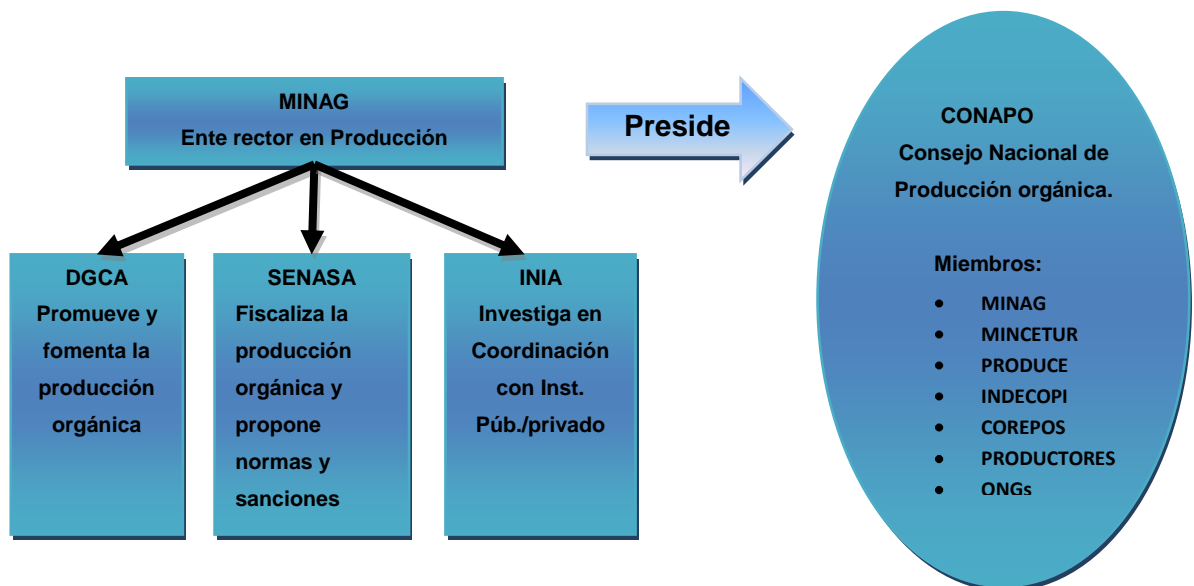 MINAG
Ente rector en Producción
Preside
DGCA
Promueve y
fomenta la
producción
orgánica
SENASA
Fiscaliza la
producción
orgánica y
propone
normas y
sanciones
INIA
Investiga en
Coordinación
con Inst.
Púb./privado
CONAPO
Consejo Nacional de
Producción orgánica.
Miembros:
• MINAG
• MINCETUR
• PRODUCE
• INDECOPI
• COREPOS
• PRODUCTORES
• ONGs